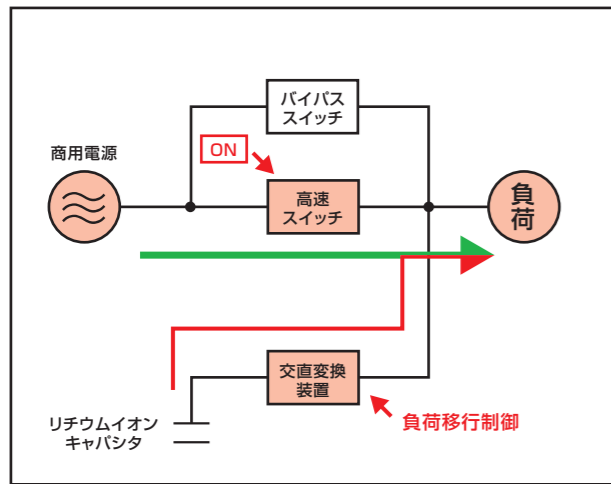 バイパス
スイッチ
商用電源
ON
高速
スイッチ
負
荷
交直変換
装置
リチウムイオン
キャパシタ
負荷移行制御